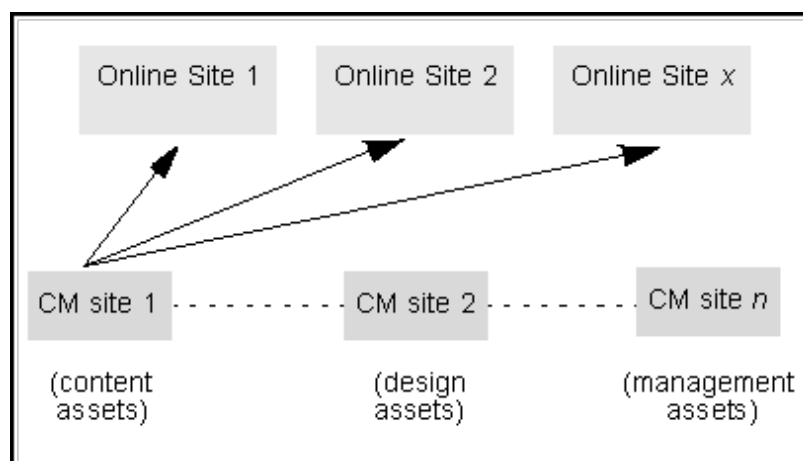 Online Site 1
Online Site 2
Online Site x
CM site 1
CM site 2
CM site n
(content
assets)
(design
assets)
(management
assets)